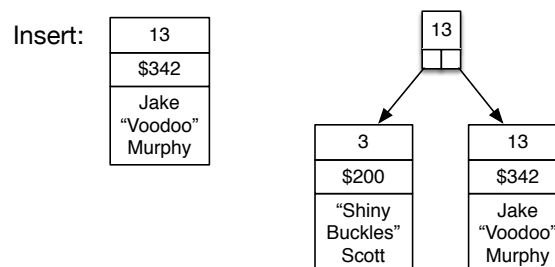 Insert:
13
$342
Jake
“Voodoo”
Murphy
13
3
$200
“Shiny
Buckles”
Scott
13
$342
Jake
“Voodoo”
Murphy